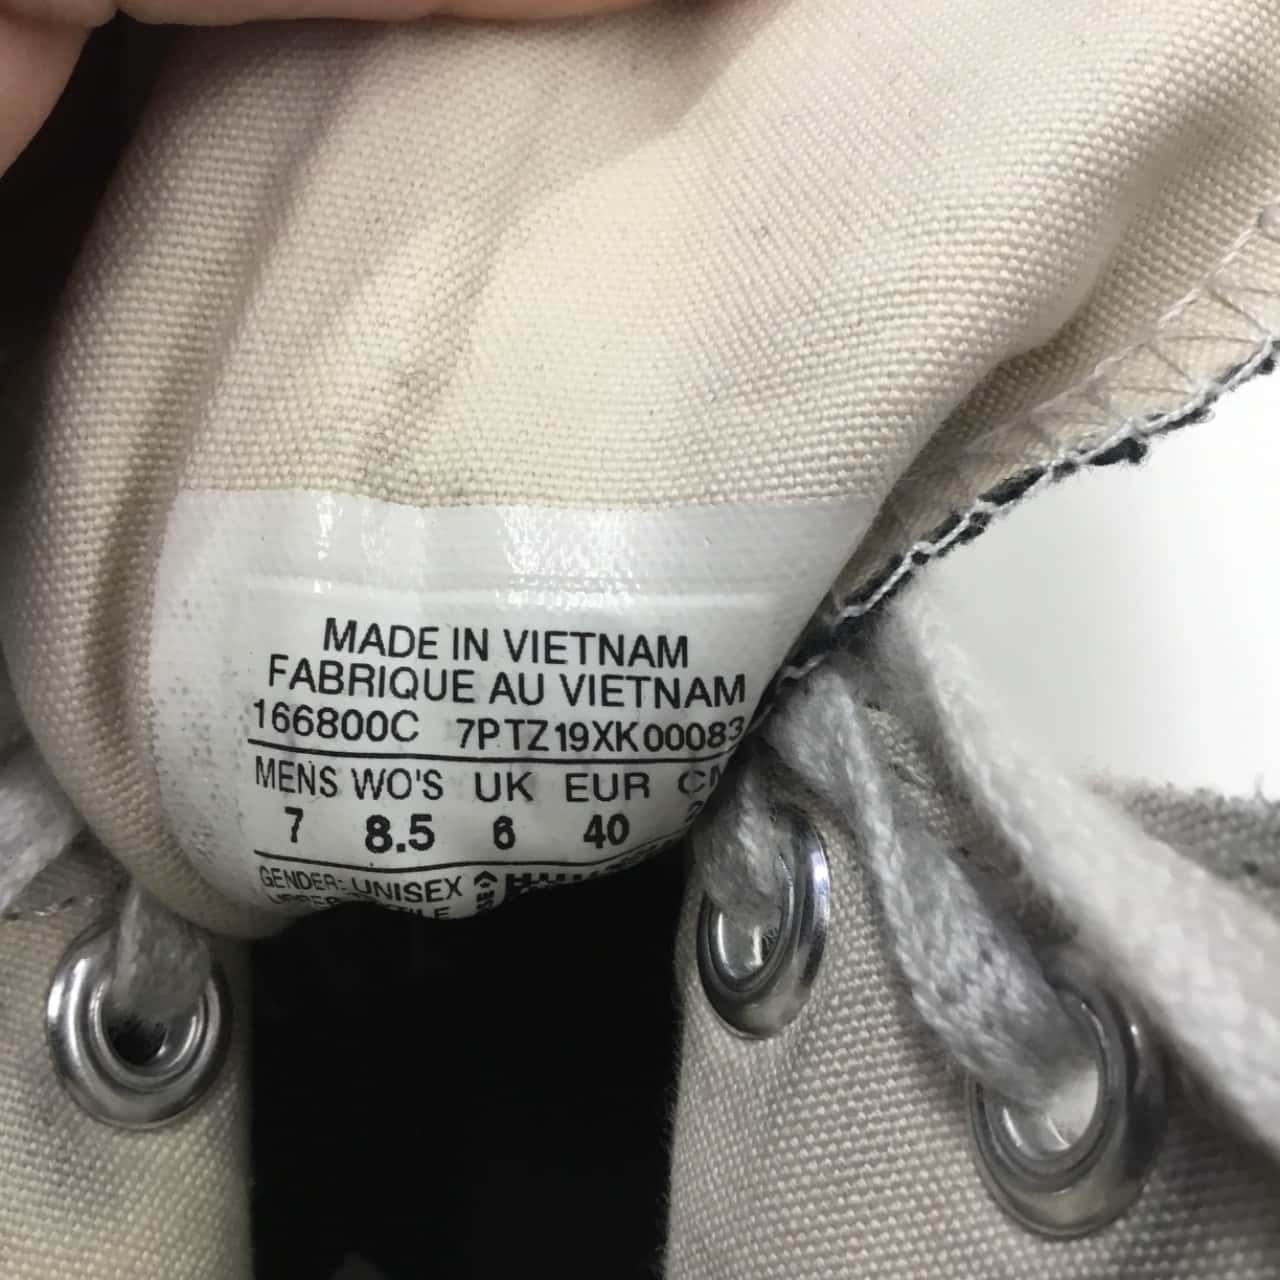 MADE IN VIETNAM
FABRIQUE AU VIETNAM
166800C 7PTZ19XK00083
MENS WO'S UK EUR
7 8.5 6 40
GENDER: UNISEX